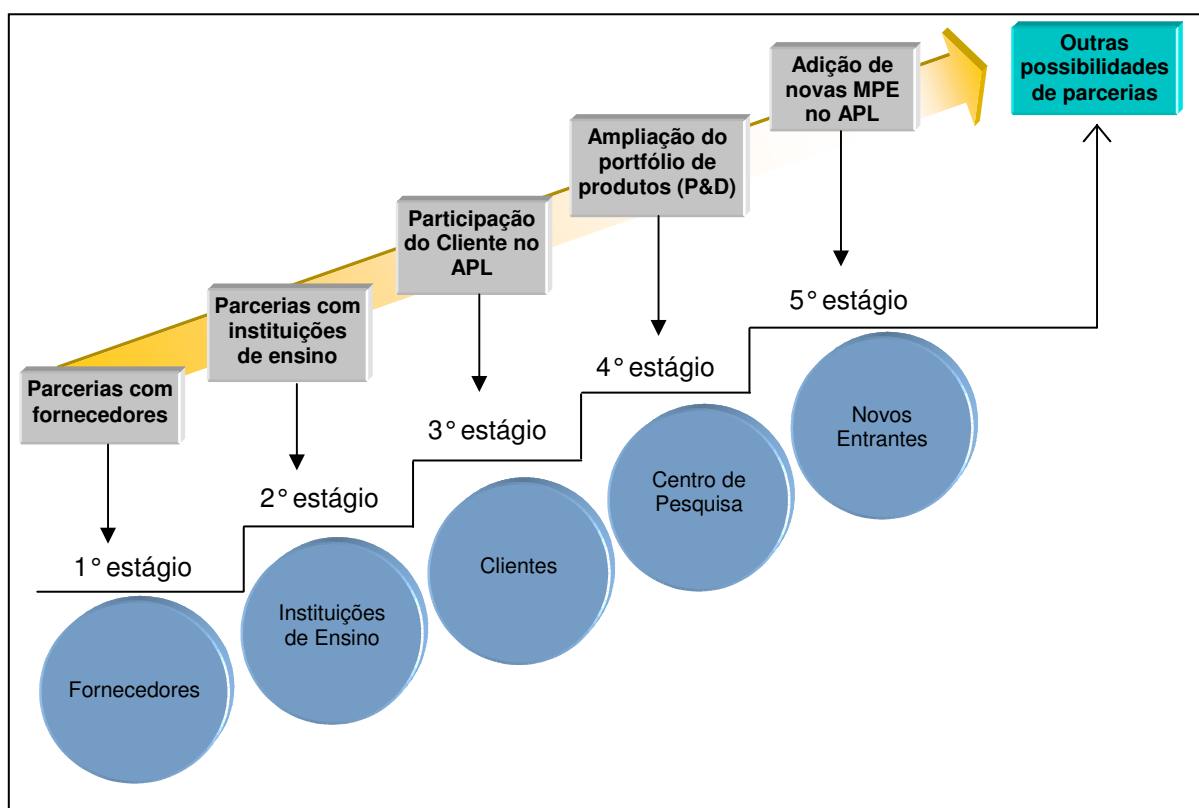 Outras
possibilidades
de parcerias
Adição de
novas MPE
no APL
Ampliação do
portfólio de
produtos (P&D)
Participação
do Cliente no
APL
Parcerias com
instituições
de ensino
Parcerias com
fornecedores
5° estágio
4° estágio
3° estágio
2° estágio
1° estágio
Novos
Entrantes
Centro de
Pesquisa
Clientes
Instituições
de Ensino
Fornecedores